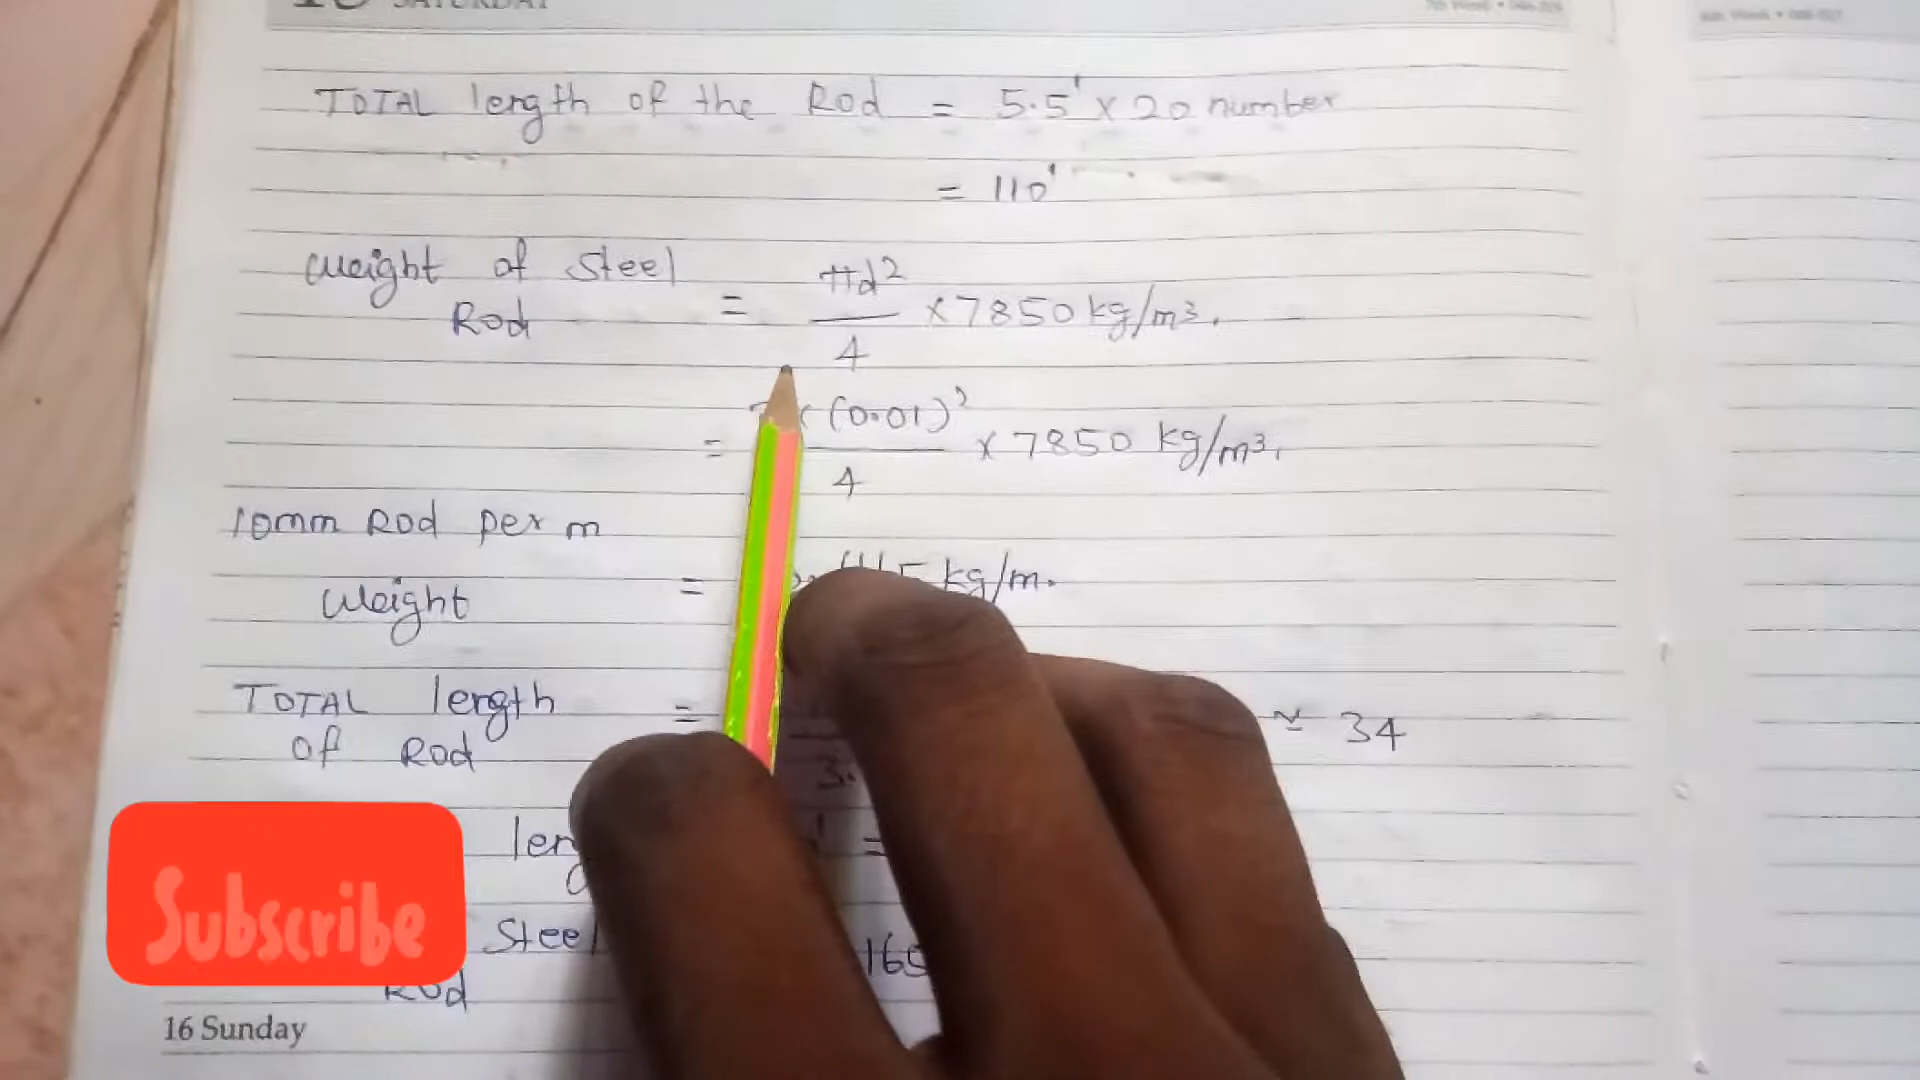 SATURDAY
TOTAL length of the Rod = 5.5' x 20 number
= 110'
Weight of Steel Rod = πd²/4 x 7850 kg/m³.
= (0.01)²/4 x 7850 kg/m³.
10mm Rod per m
Weight = kg/m.
TOTAL length of Rod = 3. ≈ 34
Steel
Rod
Subscribe
16 Sunday